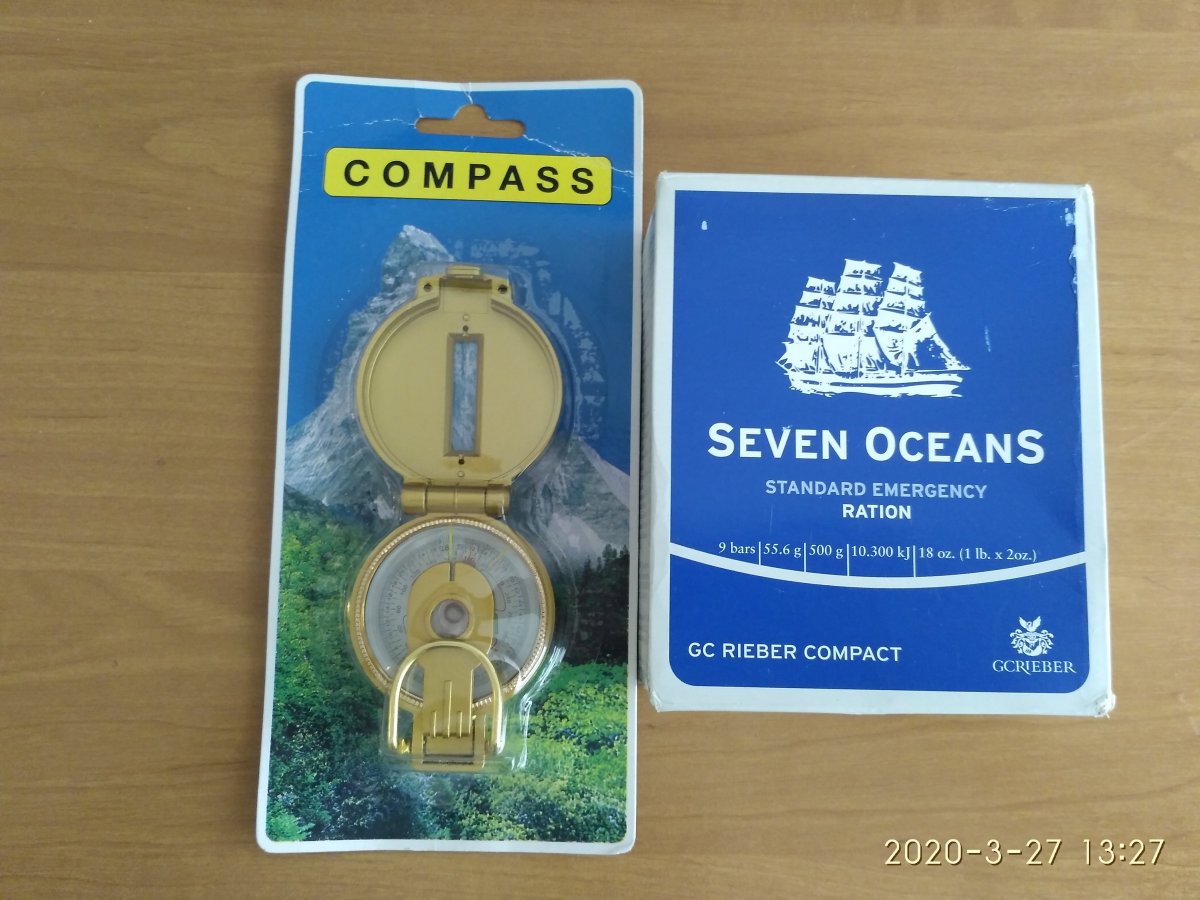 COMPASS
SEVEN OCEANS
STANDARD EMERGENCY
RATION
9 bars 55.6 g 500 g 10.300 kJ 18 oz. (1 lb. x 2oz.)
GC RIEBER COMPACT
GCRIEBER
2020-3-27 13:27